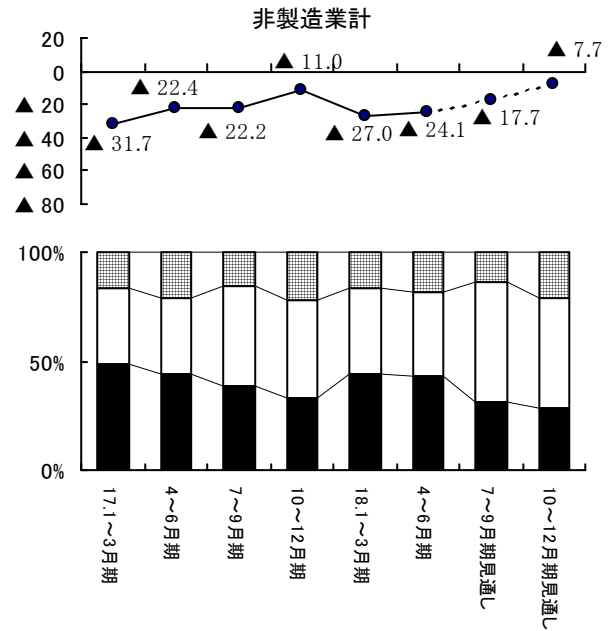 非製造業計
20
0
▲ 20
▲ 40
▲ 60
▲ 80
▲ 31.7
▲ 22.4
▲ 22.2
▲ 11.0
▲ 27.0
▲ 24.1
▲ 17.7
▲ 7.7
100%
50%
0%
17.1～3月期
4～6月期
7～9月期
10～12月期
18.1～3月期
4～6月期
7～9月期見通し
10～12月期見通し